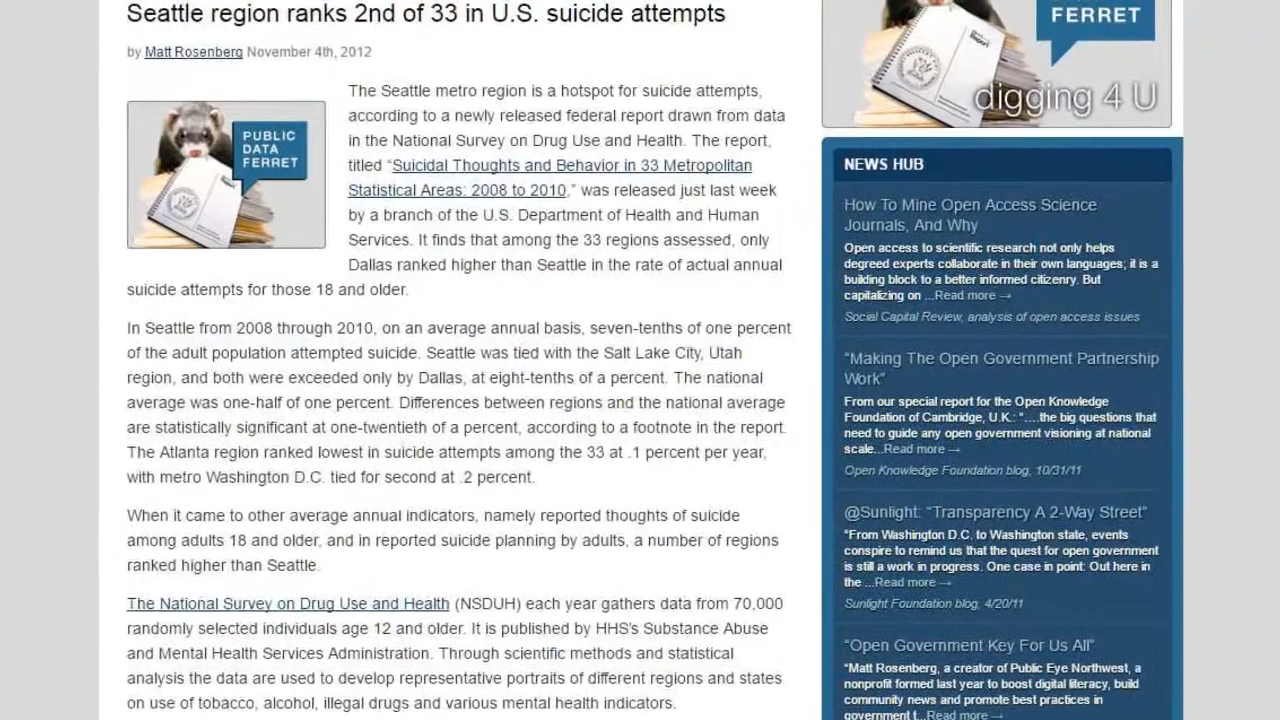 Seattle region ranks 2nd of 33 in U.S. suicide attempts
by Matt Rosenberg November 4th, 2012
PUBLIC
DATA
FERRET
The Seattle metro region is a hotspot for suicide attempts,
according to a newly released federal report drawn from data
in the National Survey on Drug Use and Health. The report,
titled “Suicidal Thoughts and Behavior in 33 Metropolitan
Statistical Areas: 2008 to 2010,” was released just last week
by a branch of the U.S. Department of Health and Human
Services. It finds that among the 33 regions assessed, only
Dallas ranked higher than Seattle in the rate of actual annual
suicide attempts for those 18 and older.
In Seattle from 2008 through 2010, on an average annual basis, seven-tenths of one percent
of the adult population attempted suicide. Seattle was tied with the Salt Lake City, Utah
region, and both were exceeded only by Dallas, at eight-tenths of a percent. The national
average was one-half of one percent. Differences between regions and the national average
are statistically significant at one-twentieth of a percent, according to a footnote in the report.
The Atlanta region ranked lowest in suicide attempts among the 33 at .1 percent per year,
with metro Washington D.C. tied for second at .2 percent.
When it came to other average annual indicators, namely reported thoughts of suicide
among adults 18 and older, and in reported suicide planning by adults, a number of regions
ranked higher than Seattle.
The National Survey on Drug Use and Health (NSDUH) each year gathers data from 70,000
randomly selected individuals age 12 and older. It is published by HHS’s Substance Abuse
and Mental Health Services Administration. Through scientific methods and statistical
analysis the data are used to develop representative portraits of different regions and states
on use of tobacco, alcohol, illegal drugs and various mental health indicators.
FERRET
digging 4 U
NEWS HUB
How To Mine Open Access Science
Journals, And Why
Open access to scientific research not only helps
degreed experts collaborate in their own languages; it is a
building block to a better informed citizenry. But
capitalizing on ...Read more →
Social Capital Review, analysis of open access issues
“Making The Open Government Partnership
Work”
From our special report for the Open Knowledge
Foundation of Cambridge, U.K.: “....the big questions that
need to guide any open government visioning at national
scale...Read more →
Open Knowledge Foundation blog, 10/31/11
@Sunlight: “Transparency A 2-Way Street”
“From Washington D.C. to Washington state, events
conspire to remind us that the quest for open government
is still a work in progress. One case in point: Out here in
the ...Read more →
Sunlight Foundation blog, 4/20/11
“Open Government Key For Us All”
“Matt Rosenberg, a creator of Public Eye Northwest, a
nonprofit formed last year to boost digital literacy, build
community news and promote best practices in
government t...Read more →